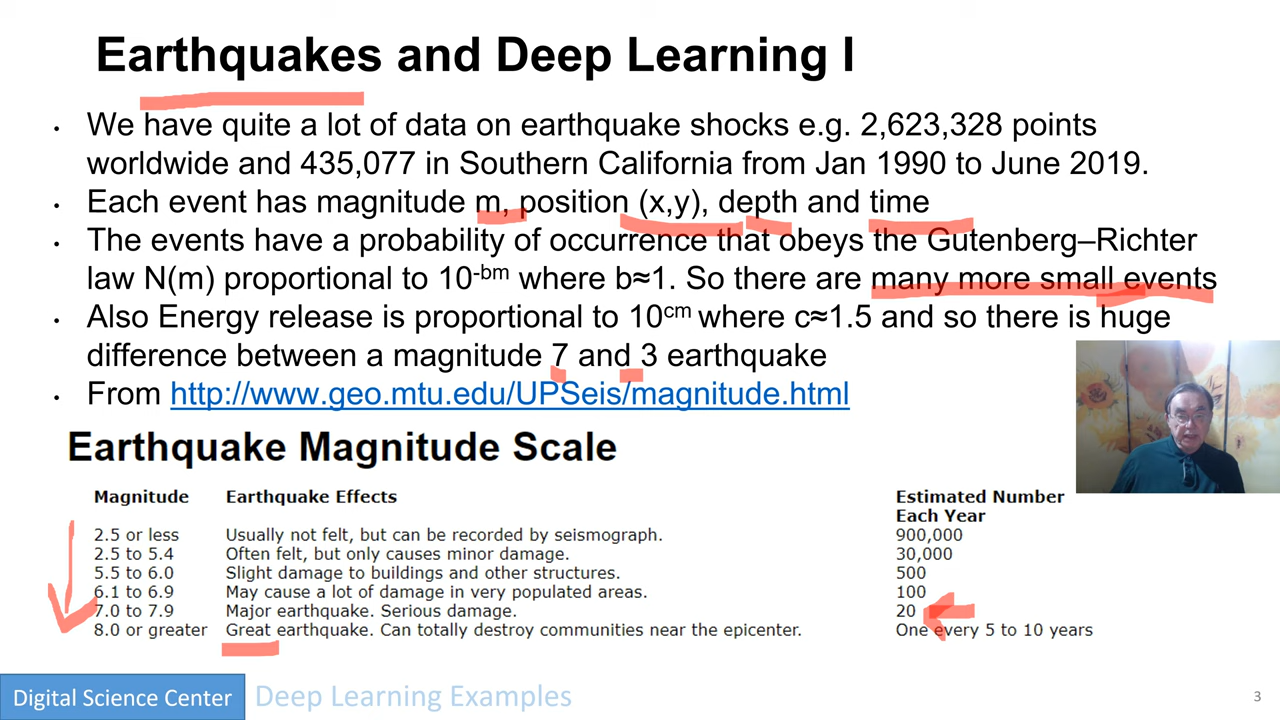 Earthquakes and Deep Learning I
• We have quite a lot of data on earthquake shocks e.g. 2,623,328 points
worldwide and 435,077 in Southern California from Jan 1990 to June 2019.
• Each event has magnitude m, position (x,y), depth and time
• The events have a probability of occurrence that obeys the Gutenberg–Richter
law N(m) proportional to 10^-bm where b≈1. So there are many more small events
• Also Energy release is proportional to 10^cm where c≈1.5 and so there is huge
difference between a magnitude 7 and 3 earthquake
• From http://www.geo.mtu.edu/UPSeis/magnitude.html
Earthquake Magnitude Scale
Magnitude Earthquake Effects Estimated Number
Each Year
2.5 or less Usually not felt, but can be recorded by seismograph. 900,000
2.5 to 5.4 Often felt, but only causes minor damage. 30,000
5.5 to 6.0 Slight damage to buildings and other structures. 500
6.1 to 6.9 May cause a lot of damage in very populated areas. 100
7.0 to 7.9 Major earthquake. Serious damage. 20
8.0 or greater Great earthquake. Can totally destroy communities near the epicenter. One every 5 to 10 years
Digital Science Center Deep Learning Examples 3